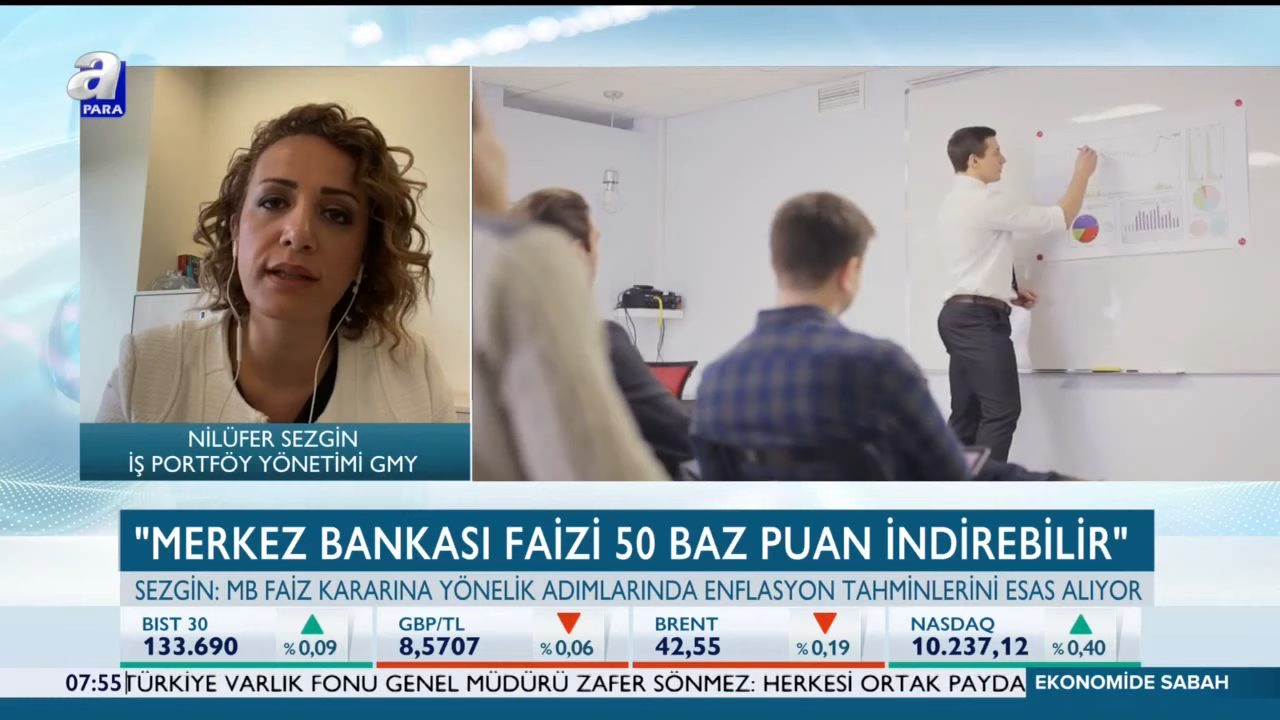 a
PARA
NİLÜFER SEZGİN
İŞ PORTFÖY YÖNETİMİ GMY
"MERKEZ BANKASI FAİZİ 50 BAZ PUAN İNDİREBİLİR"
SEZGİN: MB FAİZ KARARINA YÖNELİK ADIMLARINDA ENFLASYON TAHMİNLERİNİ ESAS ALIYOR
BIST 30
133.690 %0,09
GBP/TL
8,5707 %0,06
BRENT
42,55 %0,19
NASDAQ
10.237,12 %0,40
07:55 TÜRKİYE VARLIK FONU GENEL MÜDÜRÜ ZAFER SÖNMEZ: HERKESİ ORTAK PAYDA
EKONOMİDE SABAH